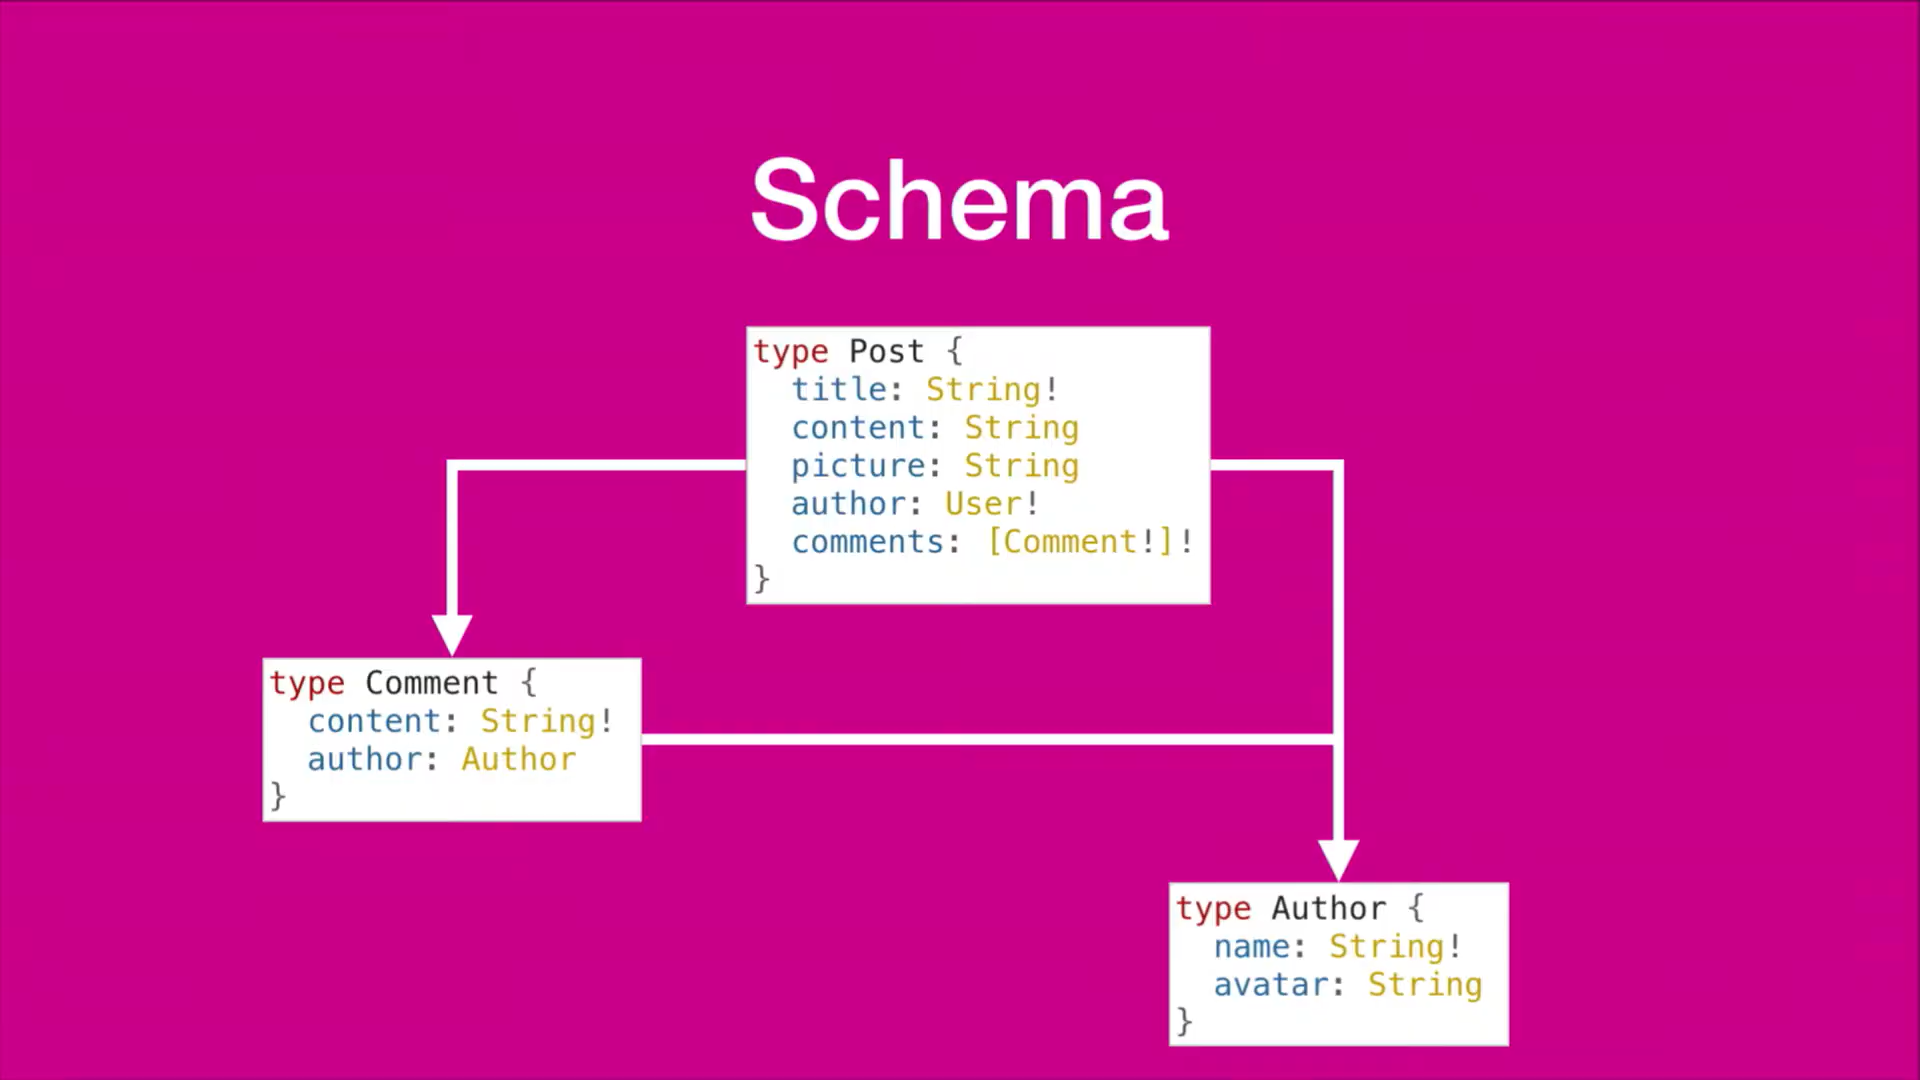 Schema
type Post {
  title: String!
  content: String
  picture: String
  author: User!
  comments: [Comment!]!
}
type Comment {
  content: String!
  author: Author
}
type Author {
  name: String!
  avatar: String
}